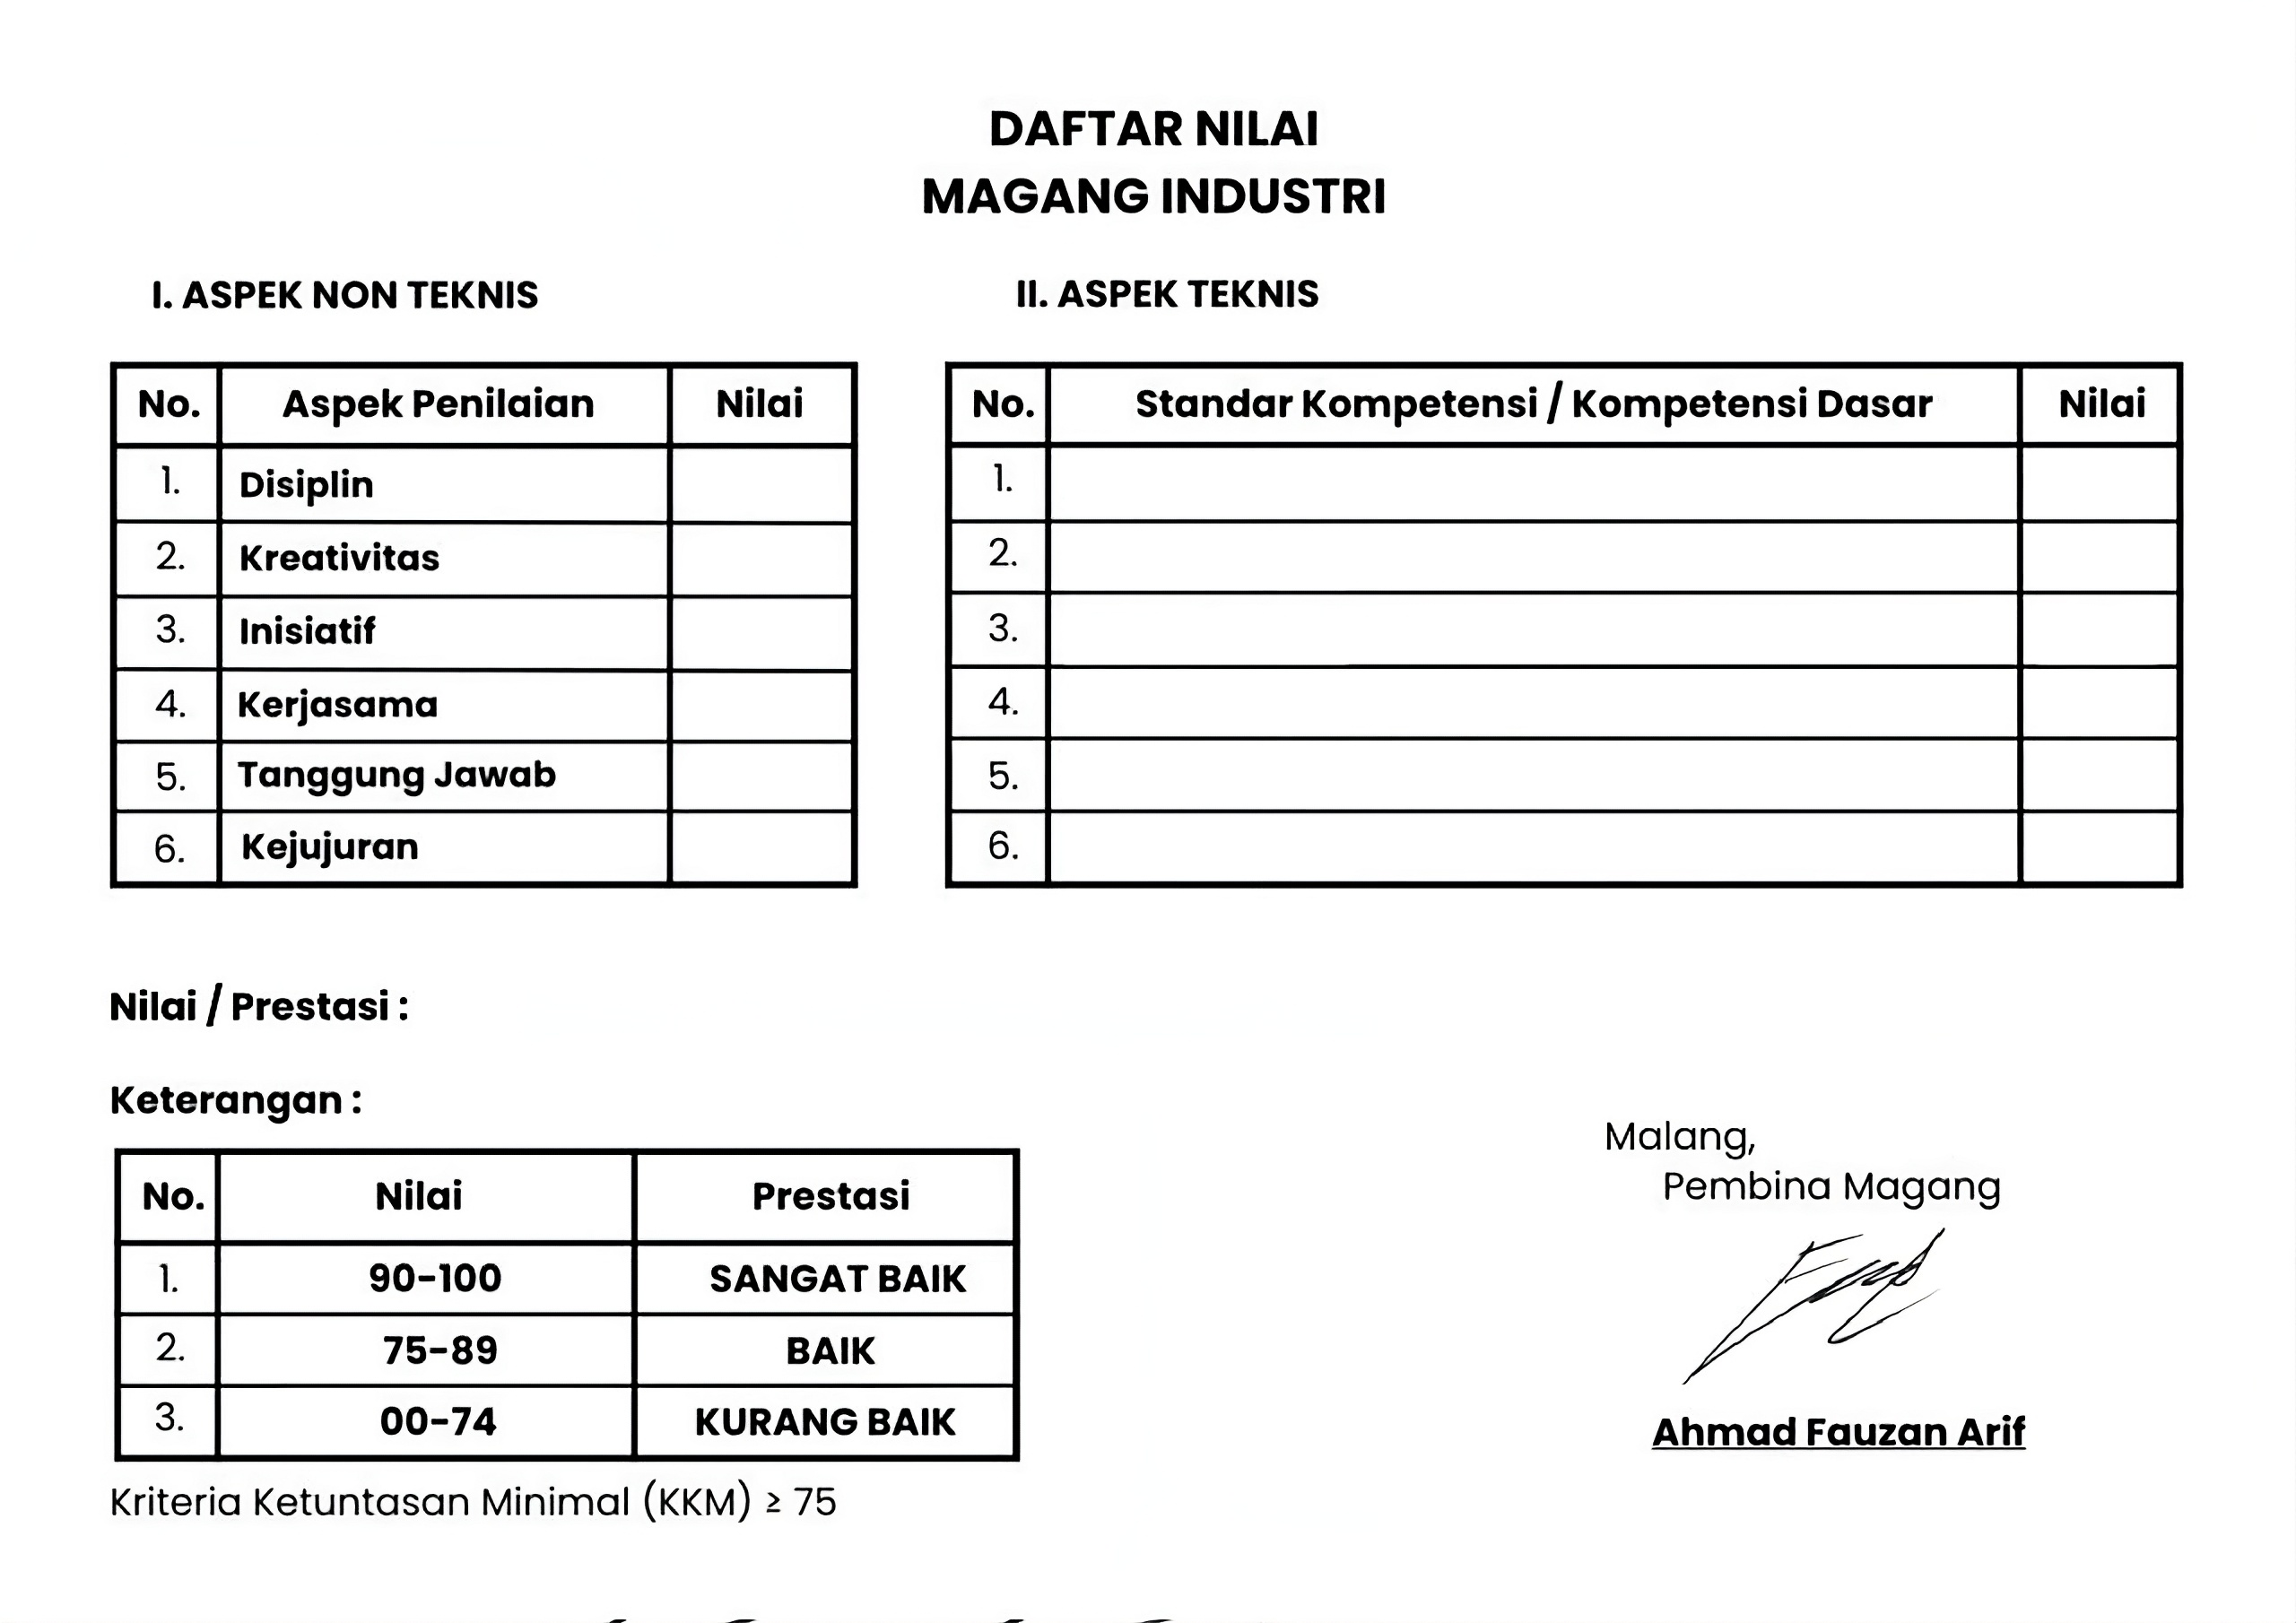 DAFTAR NILAI
MAGANG INDUSTRI
I. ASPEK NON TEKNIS
No. Aspek Penilaian Nilai
1. Disiplin
2. Kreativitas
3. Inisiatif
4. Kerjasama
5. Tanggung Jawab
6. Kejujuran
II. ASPEK TEKNIS
No. Standar Kompetensi / Kompetensi Dasar Nilai
1.
2.
3.
4.
5.
6.
Nilai / Prestasi :
Keterangan :
No. Nilai Prestasi
1. 90-100 SANGAT BAIK
2. 75-89 BAIK
3. 00-74 KURANG BAIK
Kriteria Ketuntasan Minimal (KKM) ≥ 75
Malang,
Pembina Magang
Ahmad Fauzan Arif